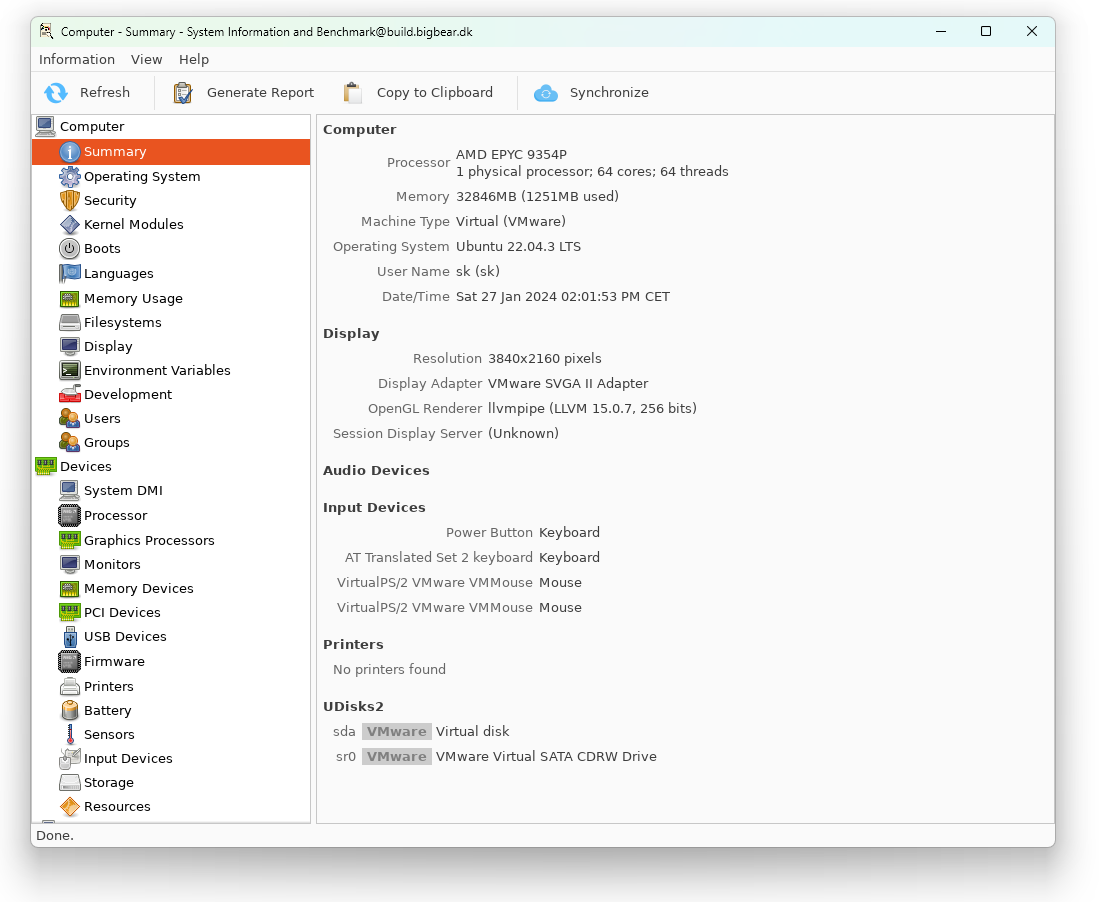 Computer - Summary - System Information and Benchmark@build.bigbear.dk
Information View Help
Refresh Generate Report Copy to Clipboard Synchronize
Computer
Summary
Operating System
Security
Kernel Modules
Boots
Languages
Memory Usage
Filesystems
Display
Environment Variables
Development
Users
Groups
Devices
System DMI
Processor
Graphics Processors
Monitors
Memory Devices
PCI Devices
USB Devices
Firmware
Printers
Battery
Sensors
Input Devices
Storage
Resources
Computer
Processor AMD EPYC 9354P
1 physical processor; 64 cores; 64 threads
Memory 32846MB (1251MB used)
Machine Type Virtual (VMware)
Operating System Ubuntu 22.04.3 LTS
User Name sk (sk)
Date/Time Sat 27 Jan 2024 02:01:53 PM CET
Display
Resolution 3840x2160 pixels
Display Adapter VMware SVGA II Adapter
OpenGL Renderer llvmpipe (LLVM 15.0.7, 256 bits)
Session Display Server (Unknown)
Audio Devices
Input Devices
Power Button Keyboard
AT Translated Set 2 keyboard Keyboard
VirtualPS/2 VMware VMMouse Mouse
VirtualPS/2 VMware VMMouse Mouse
Printers
No printers found
UDisks2
sda VMware Virtual disk
sr0 VMware VMware Virtual SATA CDRW Drive
Done.